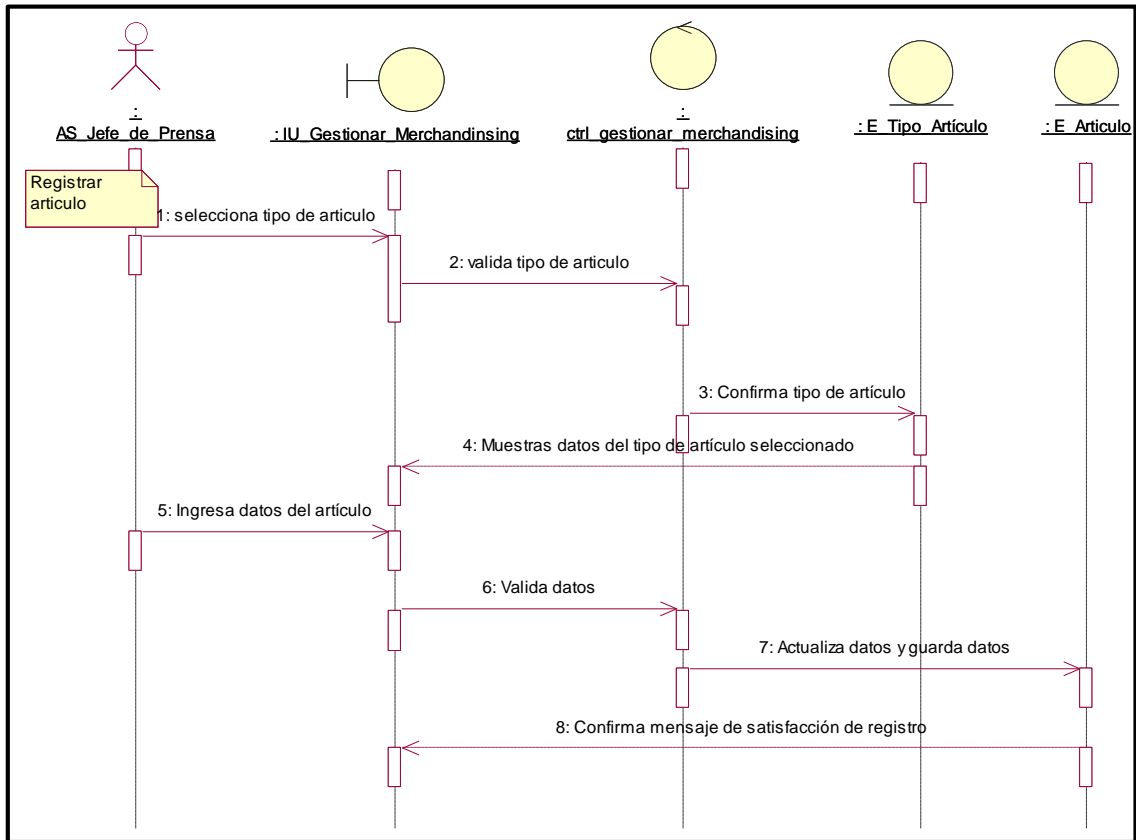 :
AS_Jefe_de_Prensa
: IU_Gestionar_Merchandinsing
:
ctrl_gestionar_merchandising
: E_Tipo_Artículo
: E_Articulo
Registrar
articulo
1: selecciona tipo de articulo
2: valida tipo de articulo
3: Confirma tipo de artículo
4: Muestras datos del tipo de artículo seleccionado
5: Ingresa datos del artículo
6: Valida datos
7: Actualiza datos y guarda datos
8: Confirma mensaje de satisfacción de registro